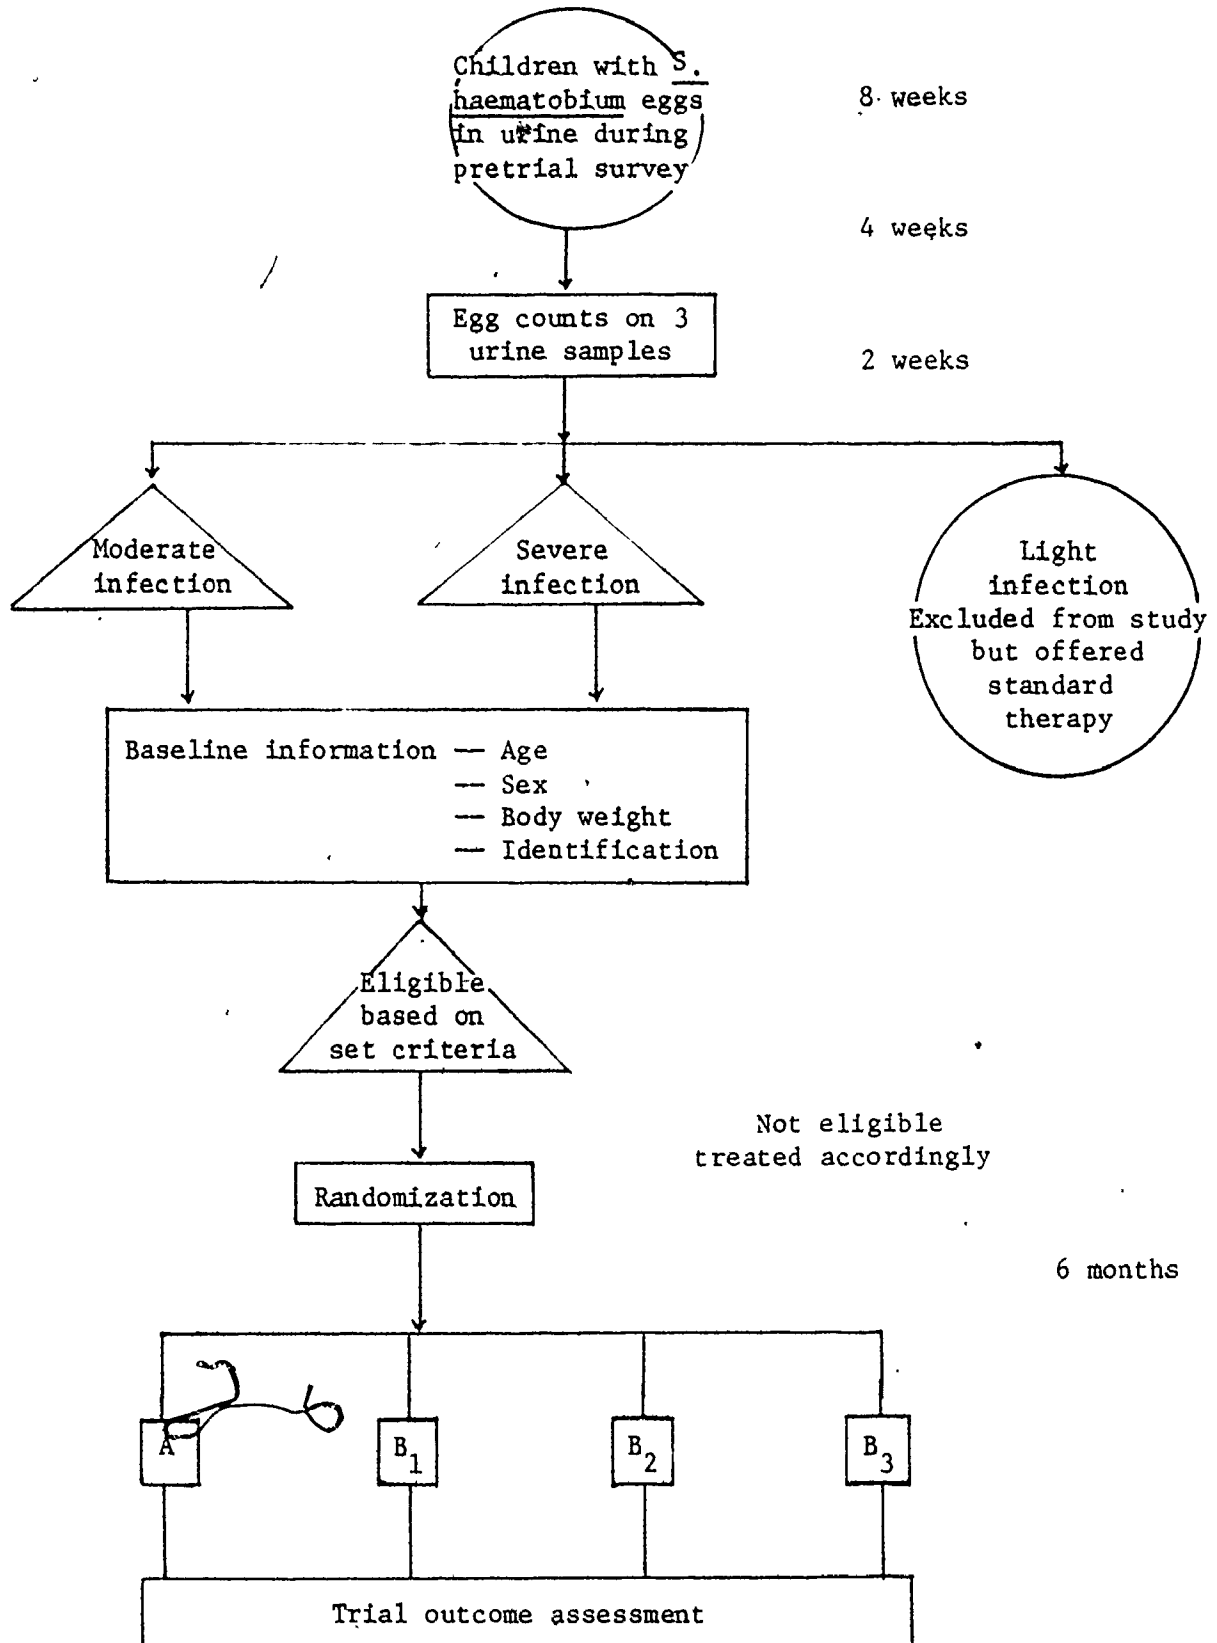 Children with S.
haematobium eggs
in urine during
pretrial survey
8 weeks
4 weeks
Egg counts on 3
urine samples
2 weeks
Moderate
infection
Severe
infection
Light
infection
Excluded from study
but offered
standard
therapy
Baseline information — Age
— Sex
— Body weight
— Identification
Eligible
based on
set criteria
Not eligible
treated accordingly
Randomization
6 months
A
B1
B2
B3
Trial outcome assessment